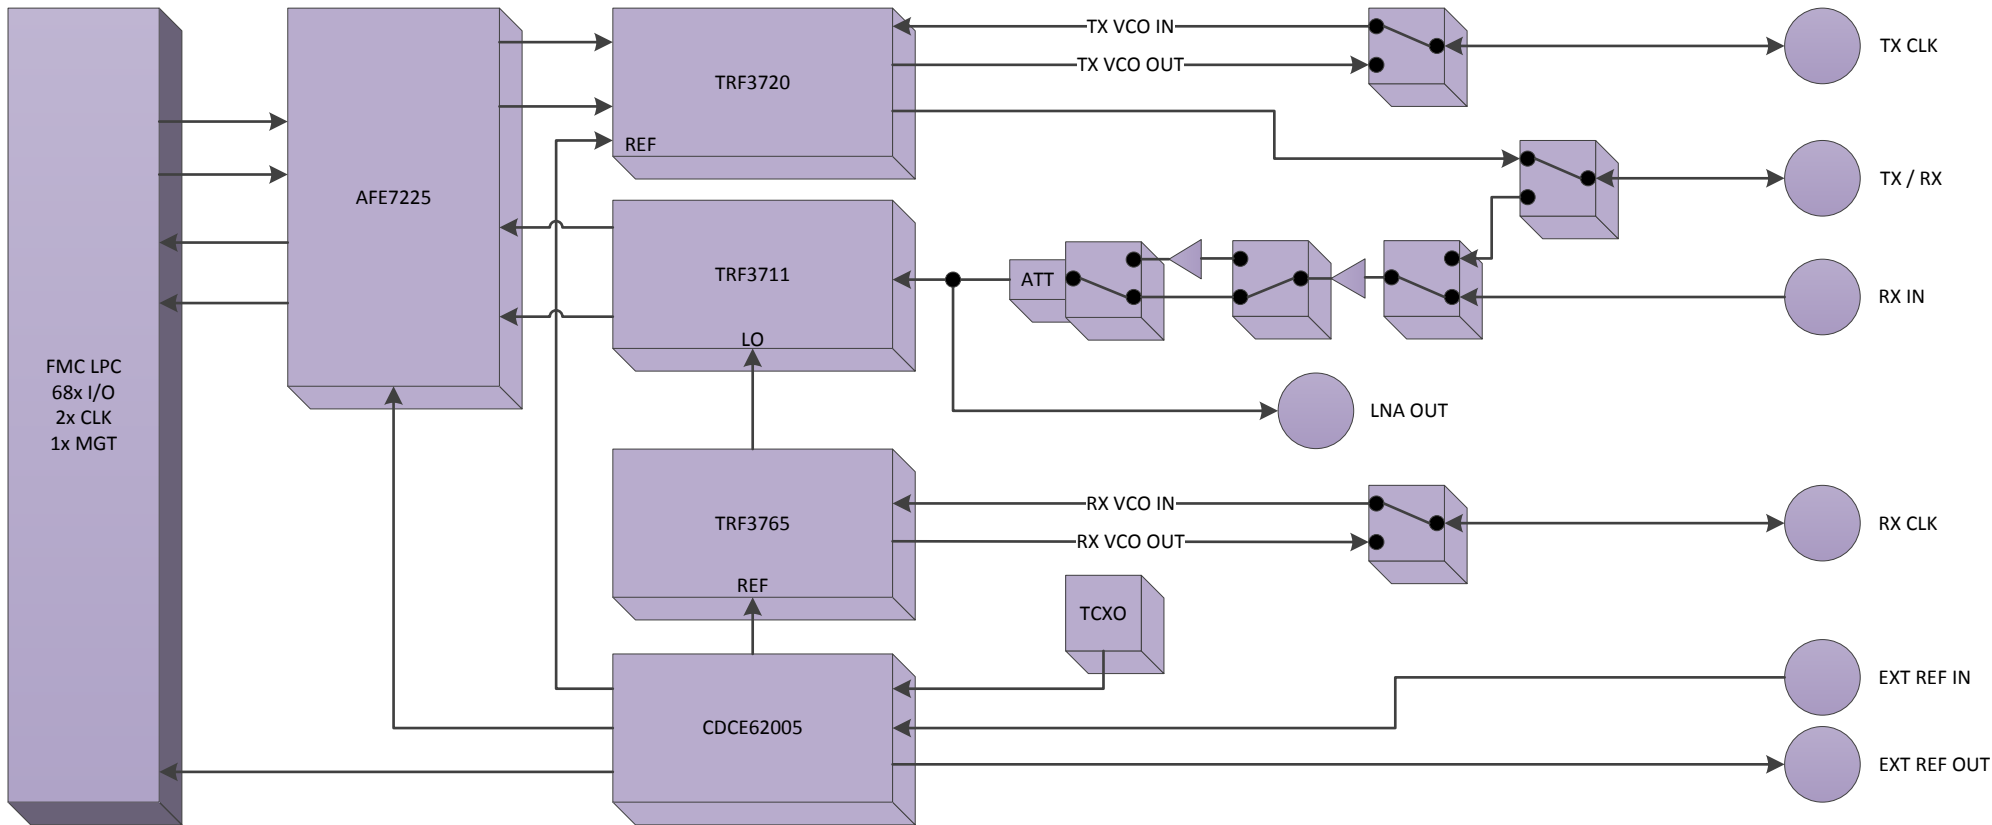 TX VCO IN
TX CLK
TX VCO OUT
TRF3720
REF
TX / RX
AFE7225
TRF3711
ATT
RX IN
LO
FMC LPC
68x I/O
2x CLK
1x MGT
LNA OUT
RX VCO IN
TRF3765
RX CLK
RX VCO OUT
REF
TCXO
EXT REF IN
CDCE62005
EXT REF OUT